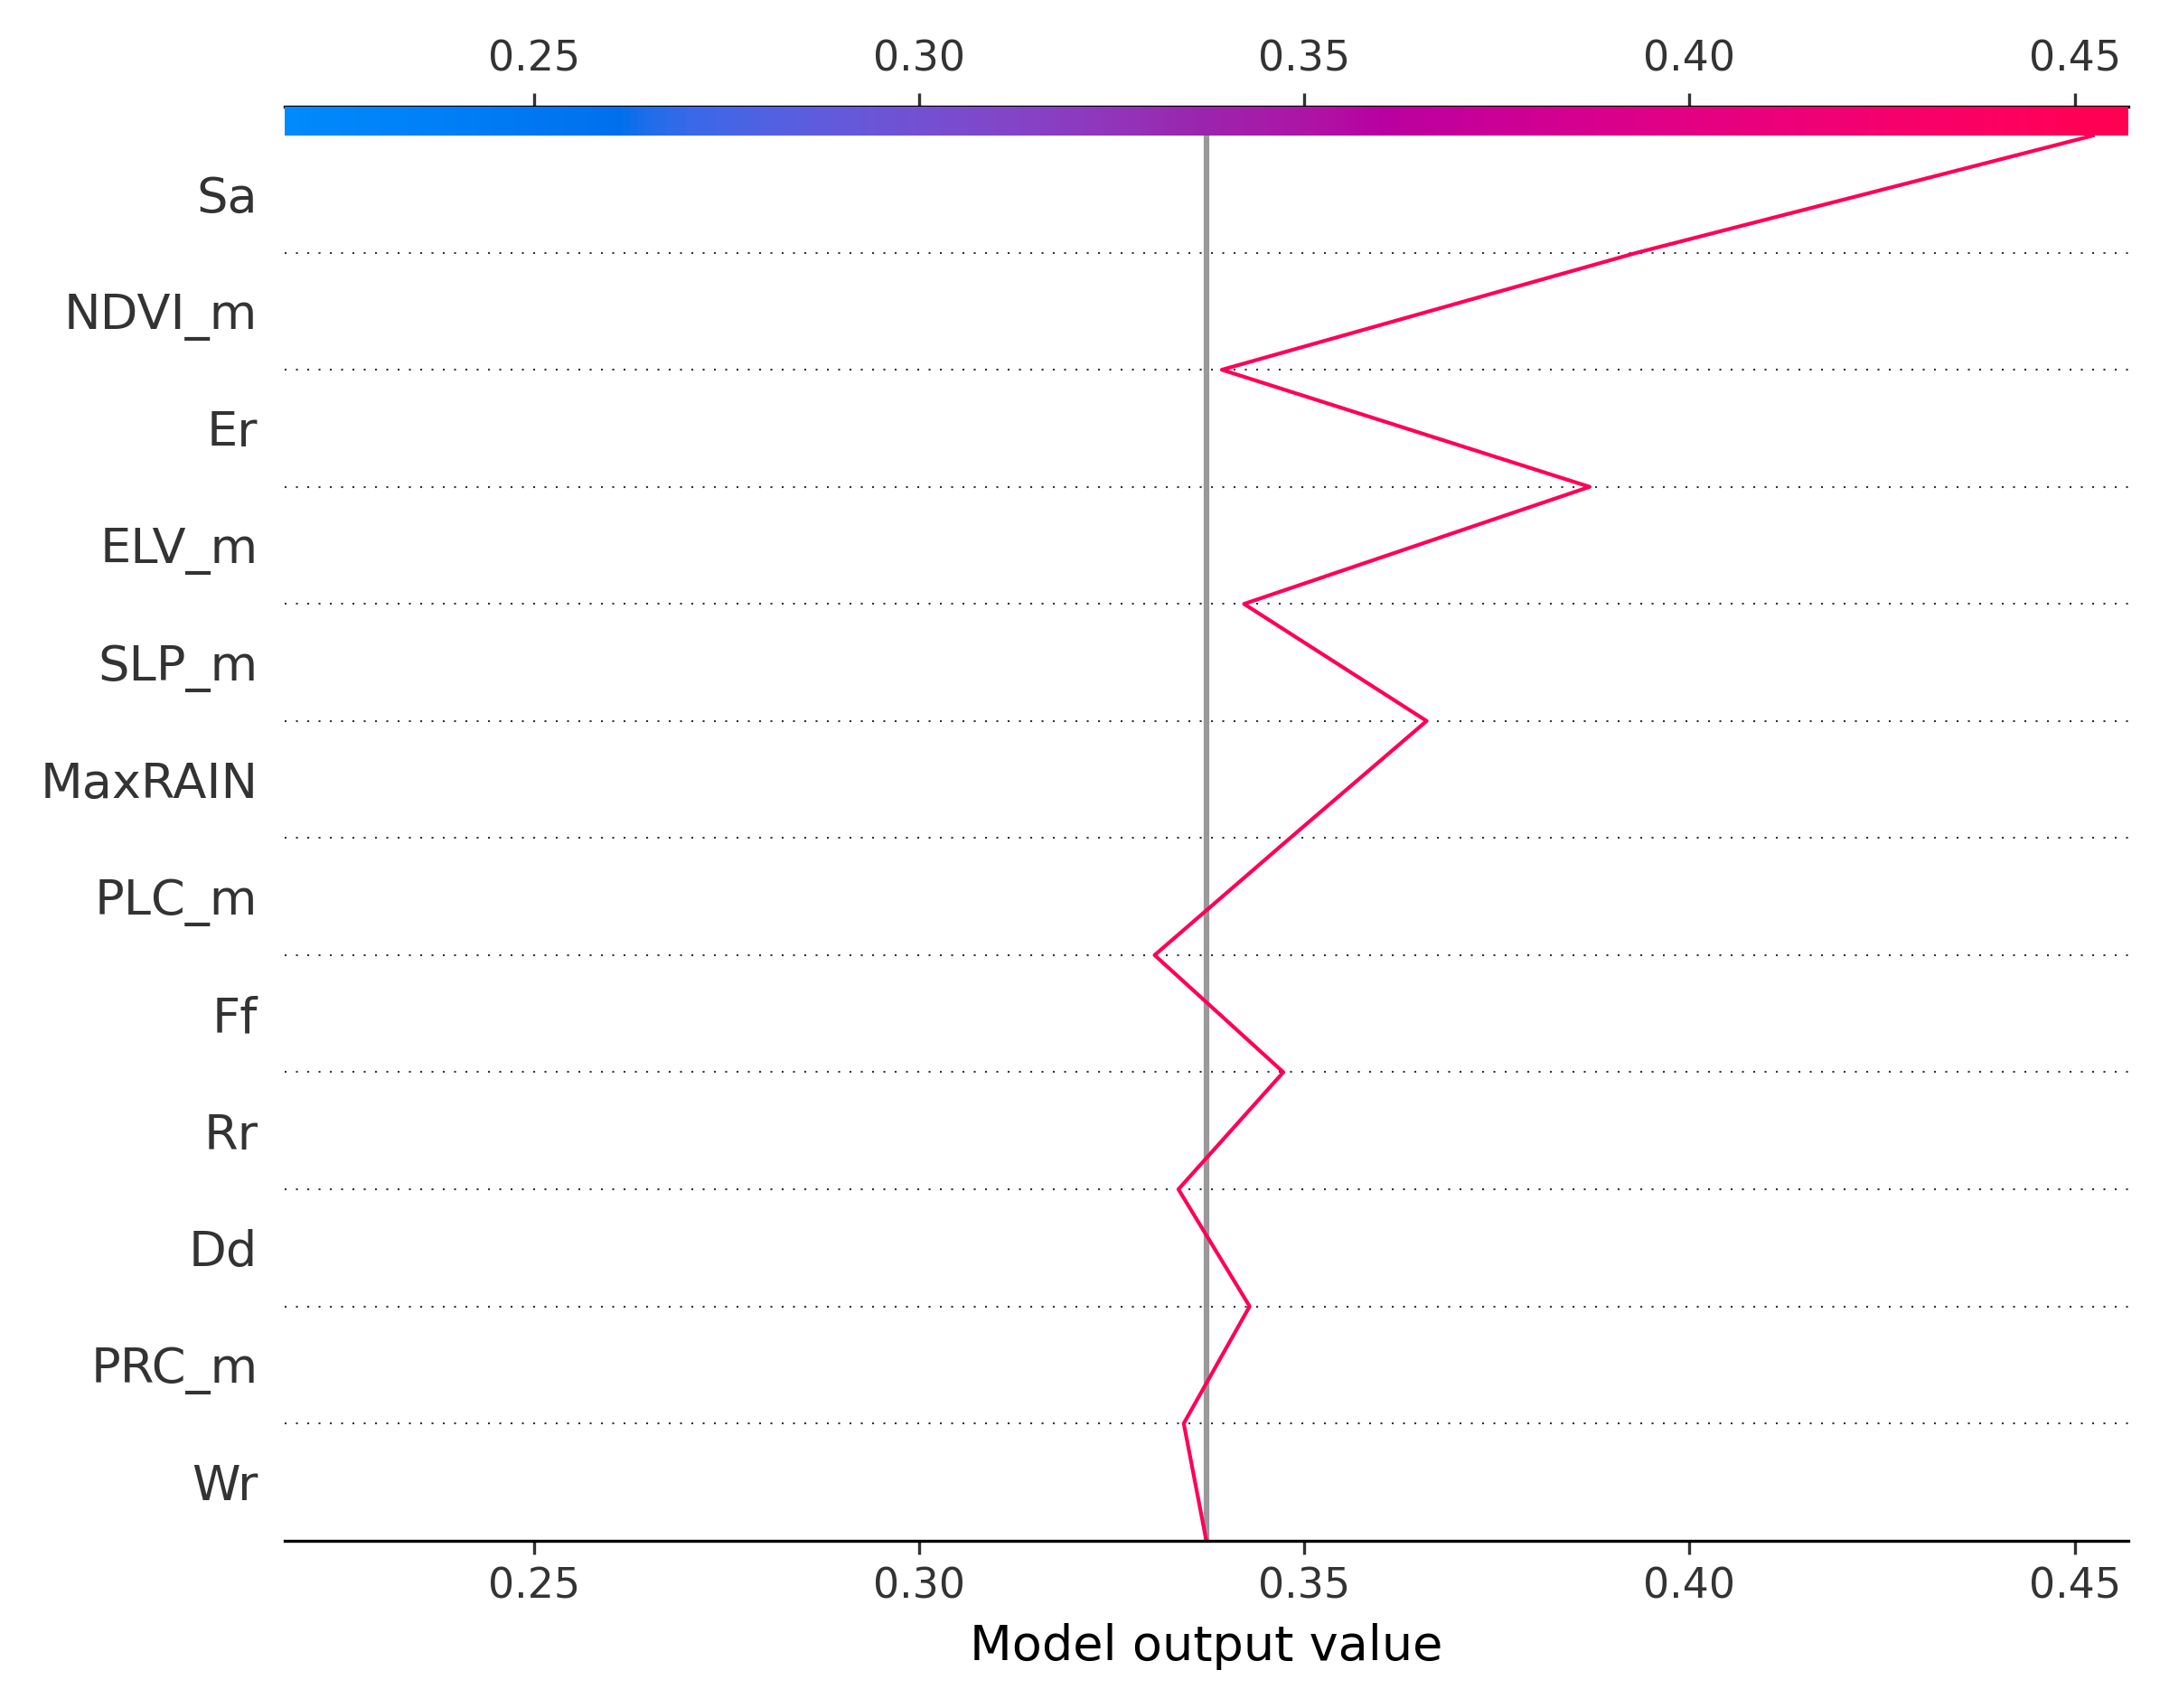 0.25 0.30 0.35 0.40 0.45
Sa
NDVI_m
Er
ELV_m
SLP_m
MaxRAIN
PLC_m
Ff
Rr
Dd
PRC_m
Wr
0.25 0.30 0.35 0.40 0.45
Model output value